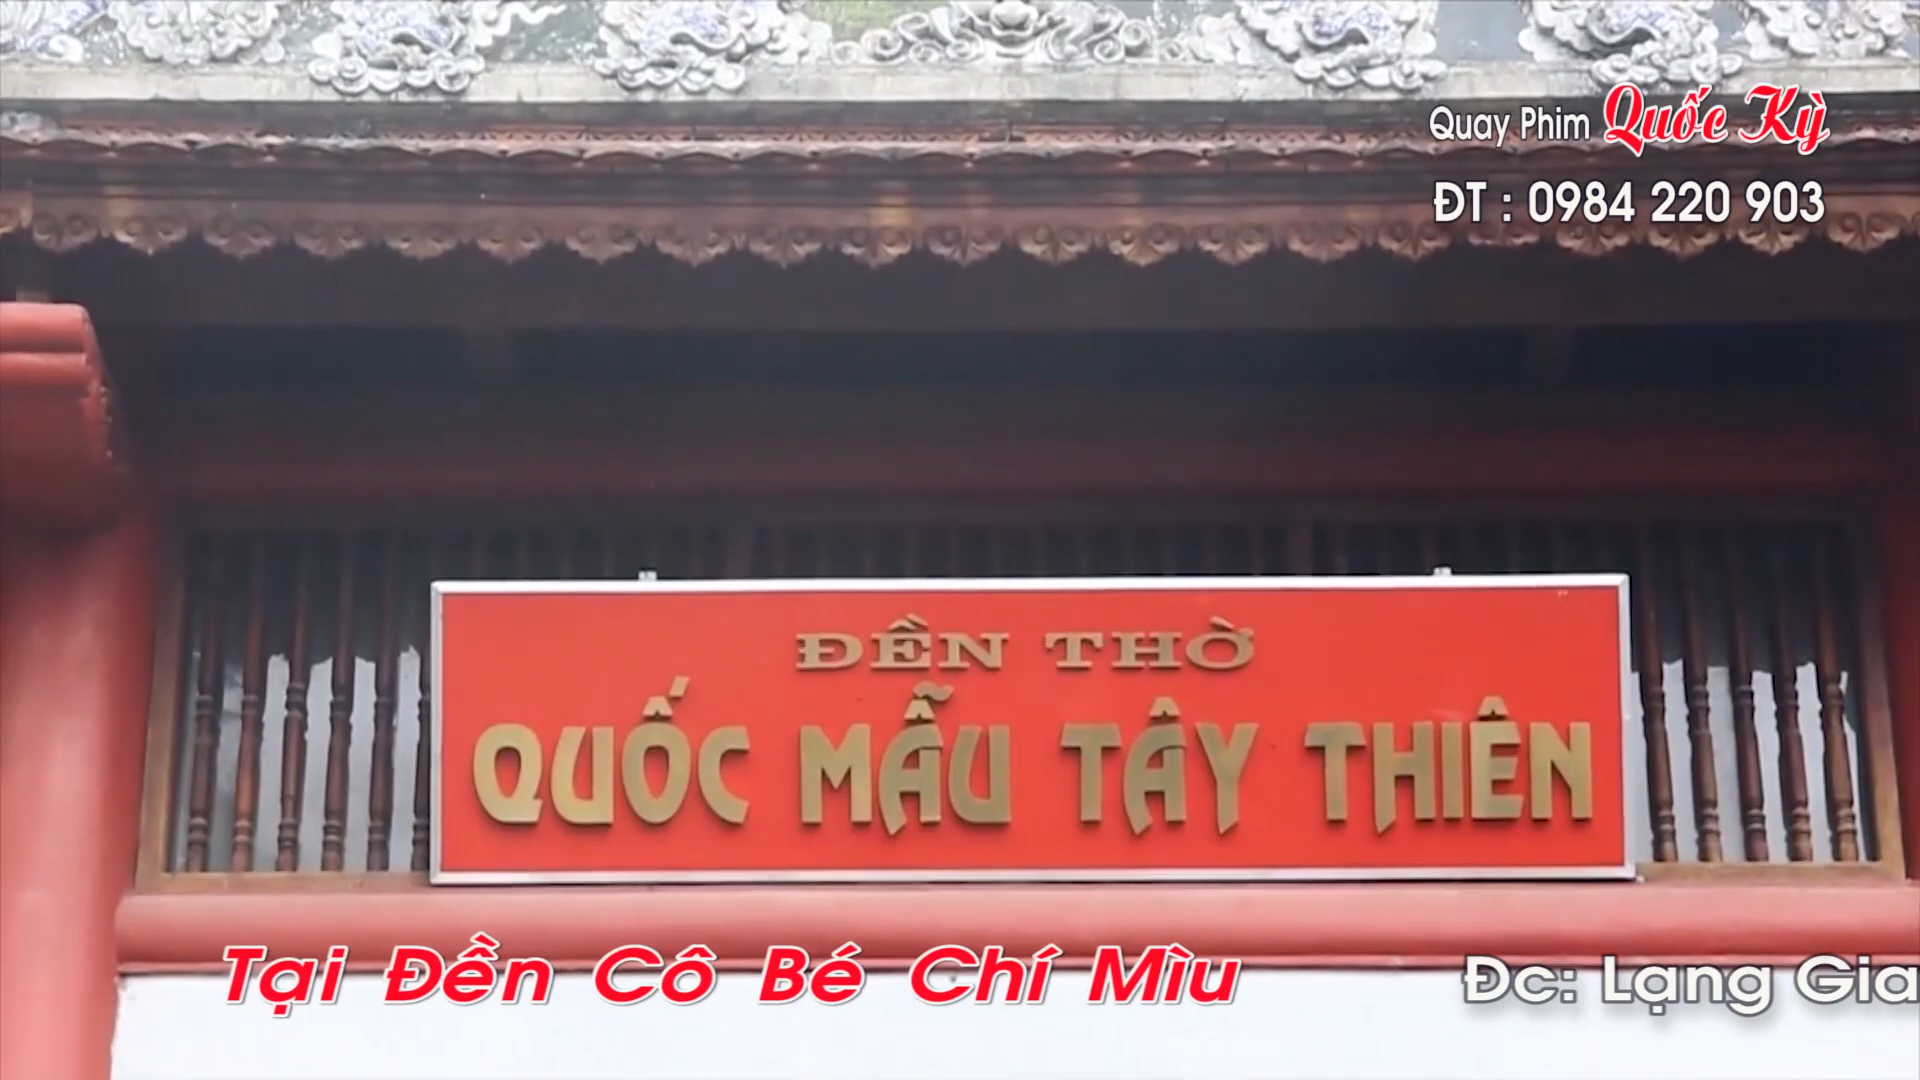 Quay Phim Quốc Kỳ
ĐT : 0984 220 903
ĐỀN THỜ
QUỐC MẪU TÂY THIÊN
Tại Đền Cô Bé Chí Mìu
Đc: Lạng Gia